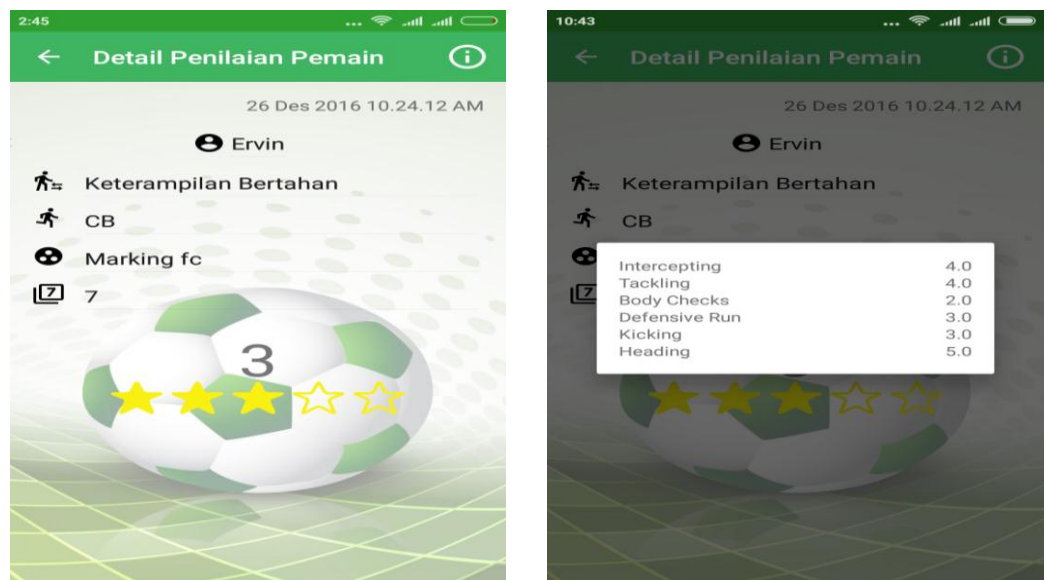 2:45
Detail Penilaian Pemain
26 Des 2016 10.24.12 AM
Ervin
Keterampilan Bertahan
CB
Marking fc
7 7
3
10:43
Detail Penilaian Pemain
26 Des 2016 10.24.12 AM
Ervin
Keterampilan Bertahan
CB
7
Intercepting 4.0
Tackling 4.0
Body Checks 2.0
Defensive Run 3.0
Kicking 3.0
Heading 5.0